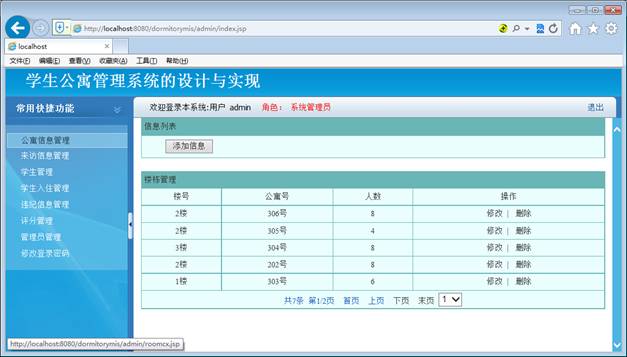 http://localhost:8080/dormitorymis/admin/index.jsp
localhost
文件(F) 编辑(E) 查看(V) 收藏夹(A) 工具(T) 帮助(H)
学生公寓管理系统的设计与实现
常用快捷功能
欢迎登录本系统:用户 admin 角色： 系统管理员 退出
公寓信息管理
来访信息管理
学生管理
学生入住管理
违纪信息管理
评分管理
管理员管理
修改登录密码
信息列表
添加信息
楼栋管理
楼号 公寓号 人数 操作
2楼 306号 8 修改 | 删除
2楼 305号 4 修改 | 删除
3楼 304号 8 修改 | 删除
2楼 202号 8 修改 | 删除
1楼 303号 6 修改 | 删除
共7条 第1/2页 首页 上页 下页 末页 1
http://localhost:8080/dormitorymis/admin/roomcx.jsp